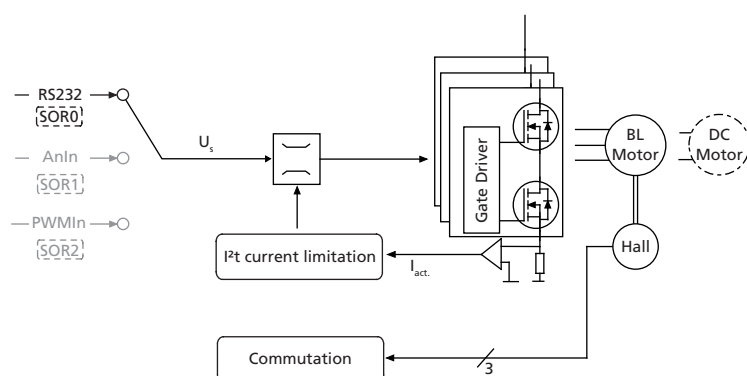 RS232
SOR0
AnIn
SOR1
PWMIn
SOR2
Us
Gate Driver
BL
Motor
DC
Motor
Hall
I²t current limitation
Iact.
Commutation
3